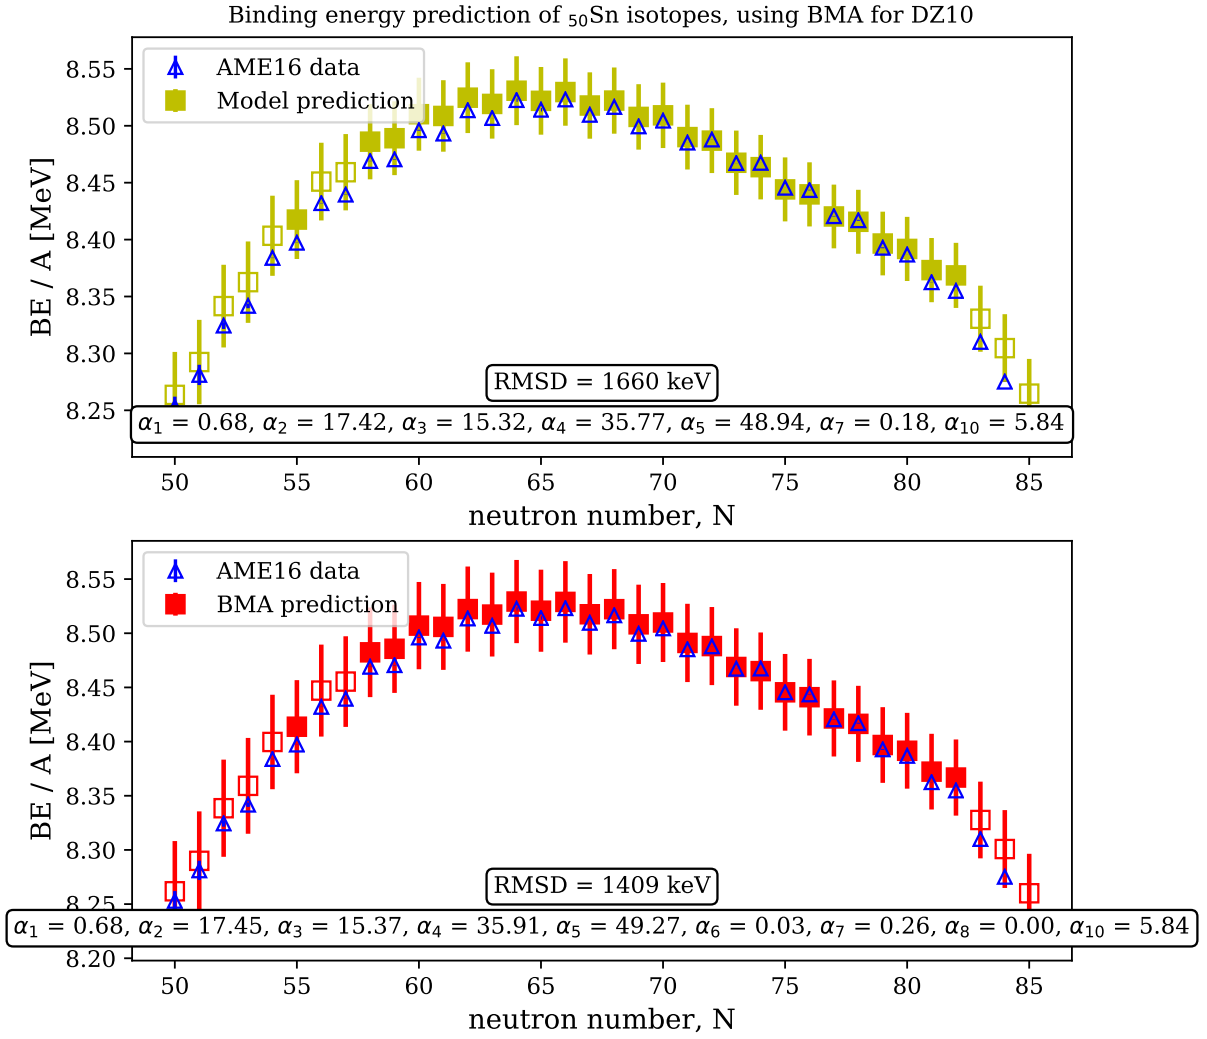 Binding energy prediction of ₅₀Sn isotopes, using BMA for DZ10
AME16 data
Model prediction
BE / A [MeV]
8.55
8.50
8.45
8.40
8.35
8.30
8.25
RMSD = 1660 keV
α₁ = 0.68, α₂ = 17.42, α₃ = 15.32, α₄ = 35.77, α₅ = 48.94, α₇ = 0.18, α₁₀ = 5.84
50 55 60 65 70 75 80 85
neutron number, N
AME16 data
BMA prediction
BE / A [MeV]
8.55
8.50
8.45
8.40
8.35
8.30
8.25
RMSD = 1409 keV
α₁ = 0.68, α₂ = 17.45, α₃ = 15.37, α₄ = 35.91, α₅ = 49.27, α₆ = 0.03, α₇ = 0.26, α₈ = 0.00, α₁₀ = 5.84
8.20
50 55 60 65 70 75 80 85
neutron number, N